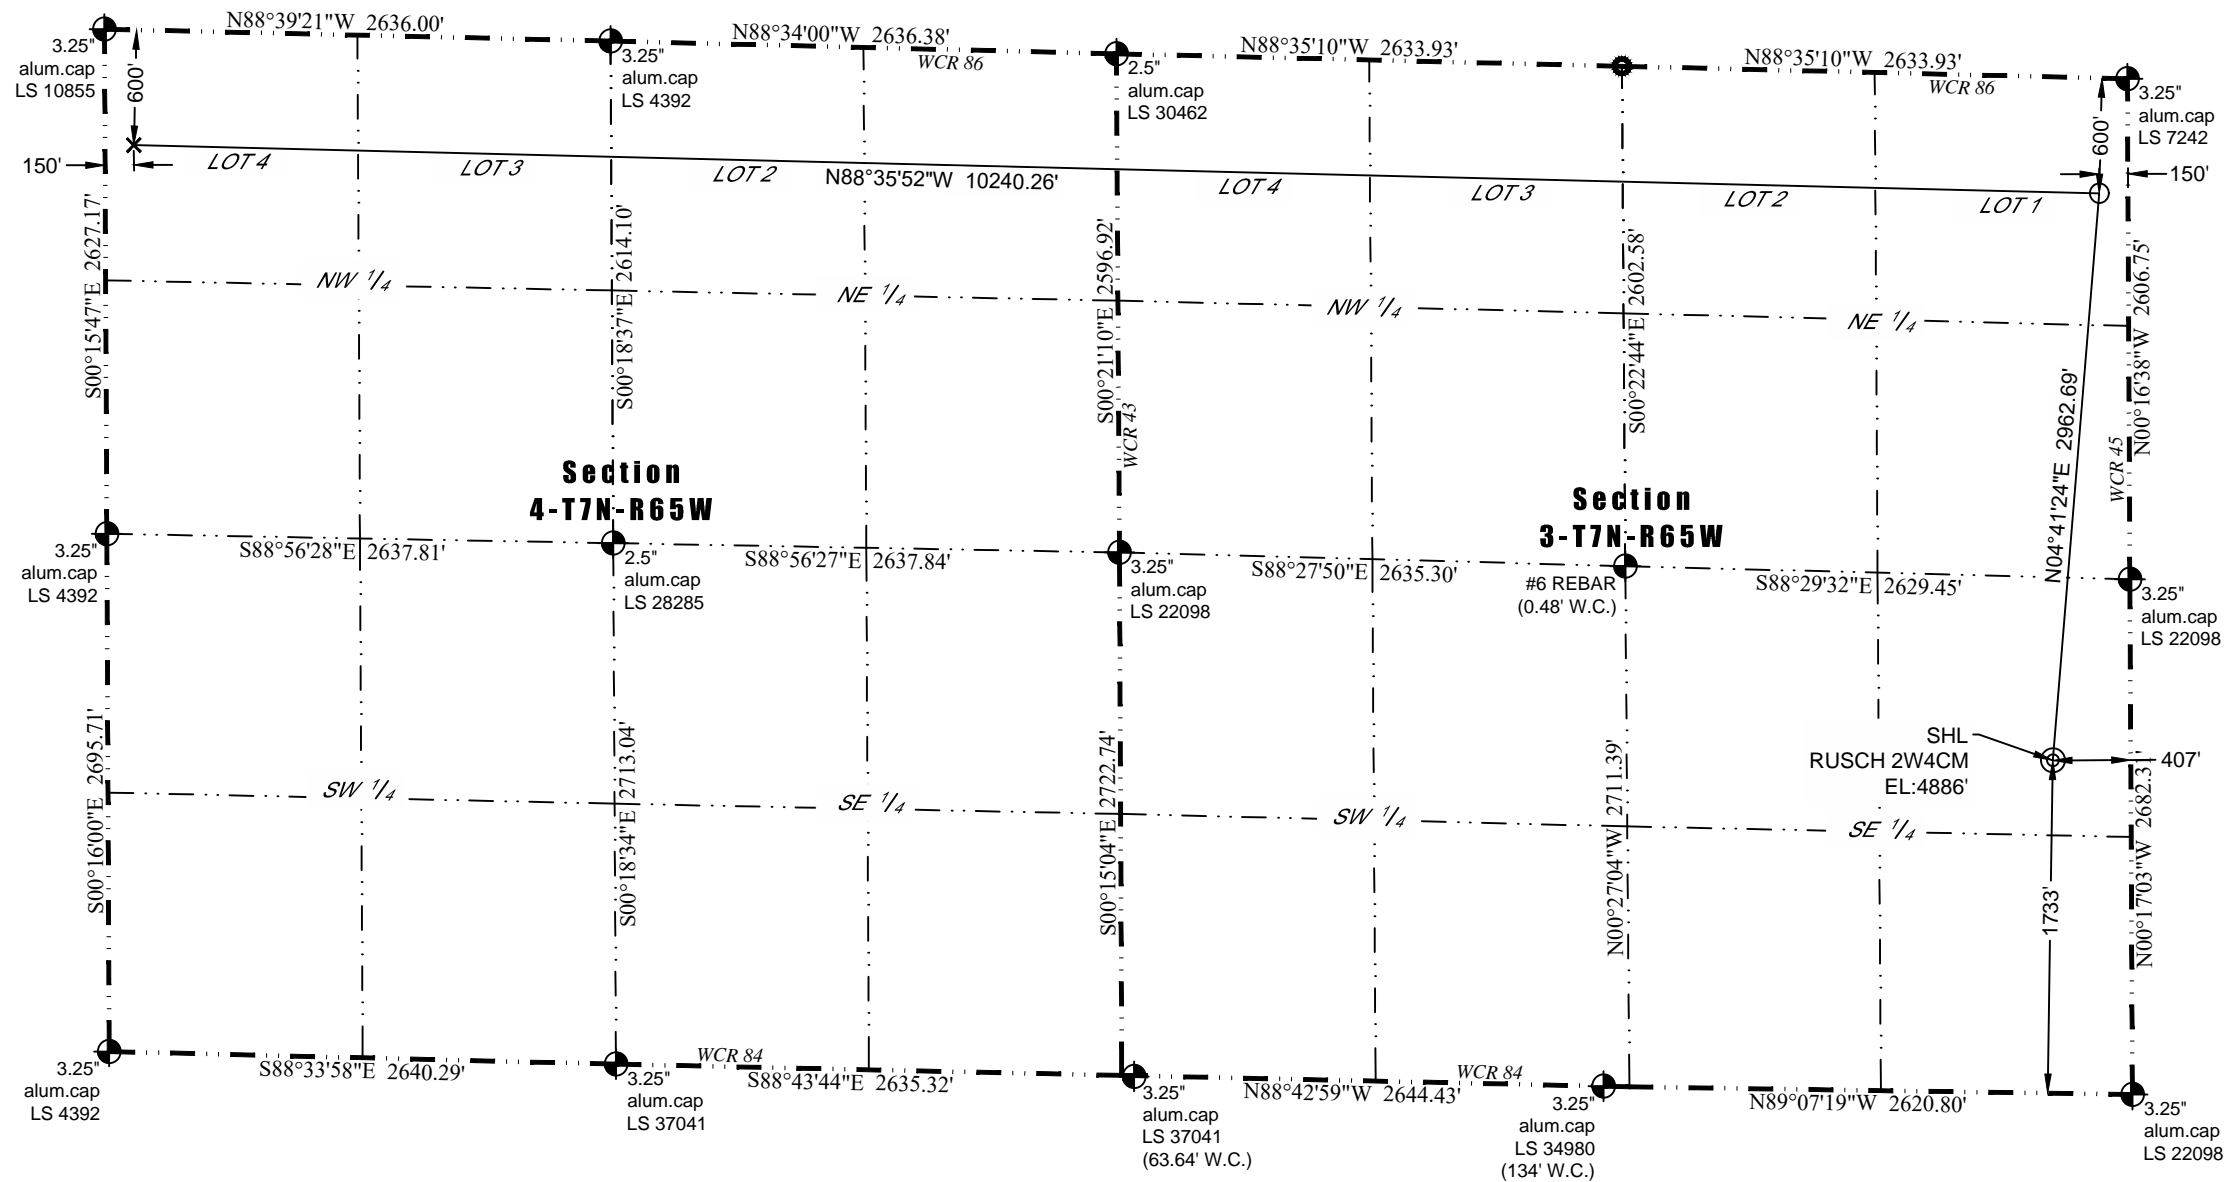 N88°39'21"W 2636.00'
N88°34'00"W 2636.38'
WCR 86
N88°35'10"W 2633.93'
N88°35'10"W 2633.93'
WCR 86
3.25"
alum.cap
LS 10855
600'
3.25"
alum.cap
LS 4392
2.5"
alum.cap
LS 30462
3.25"
alum.cap
LS 7242
600'
150'
150'
LOT 4
LOT 3
LOT 2
N88°35'52"W 10240.26'
LOT 4
LOT 3
LOT 2
LOT 1
S00°15'47"E 2627.17'
S00°18'37"E 2614.10'
S00°21'10"E 2596.92'
WCR 43
S00°22'44"E 2602.58'
N04°41'24"E 2962.69'
N00°16'38"W 2606.75'
WCR 45
NW 1/4
NE 1/4
NW 1/4
NE 1/4
Section
4-T7N-R65W
Section
3-T7N-R65W
3.25"
alum.cap
LS 4392
S88°56'28"E 2637.81'
2.5"
alum.cap
LS 28285
S88°56'27"E 2637.84'
3.25"
alum.cap
LS 22098
S88°27'50"E 2635.30'
#6 REBAR
(0.48' W.C.)
S88°29'32"E 2629.45'
3.25"
alum.cap
LS 22098
S00°16'00"E 2695.71'
S00°18'34"E 2713.04'
S00°15'04"E 2722.74'
N00°27'04"W 2711.39'
N00°17'03"W 2682.31'
SHL
RUSCH 2W4CM
EL:4886'
407'
1733'
SW 1/4
SE 1/4
SW 1/4
SE 1/4
3.25"
alum.cap
LS 4392
S88°33'58"E 2640.29'
WCR 84
3.25"
alum.cap
LS 37041
S88°43'44"E 2635.32'
3.25"
alum.cap
LS 37041
(63.64' W.C.)
N88°42'59"W 2644.43'
WCR 84
3.25"
alum.cap
LS 34980
(134' W.C.)
N89°07'19"W 2620.80'
3.25"
alum.cap
LS 22098